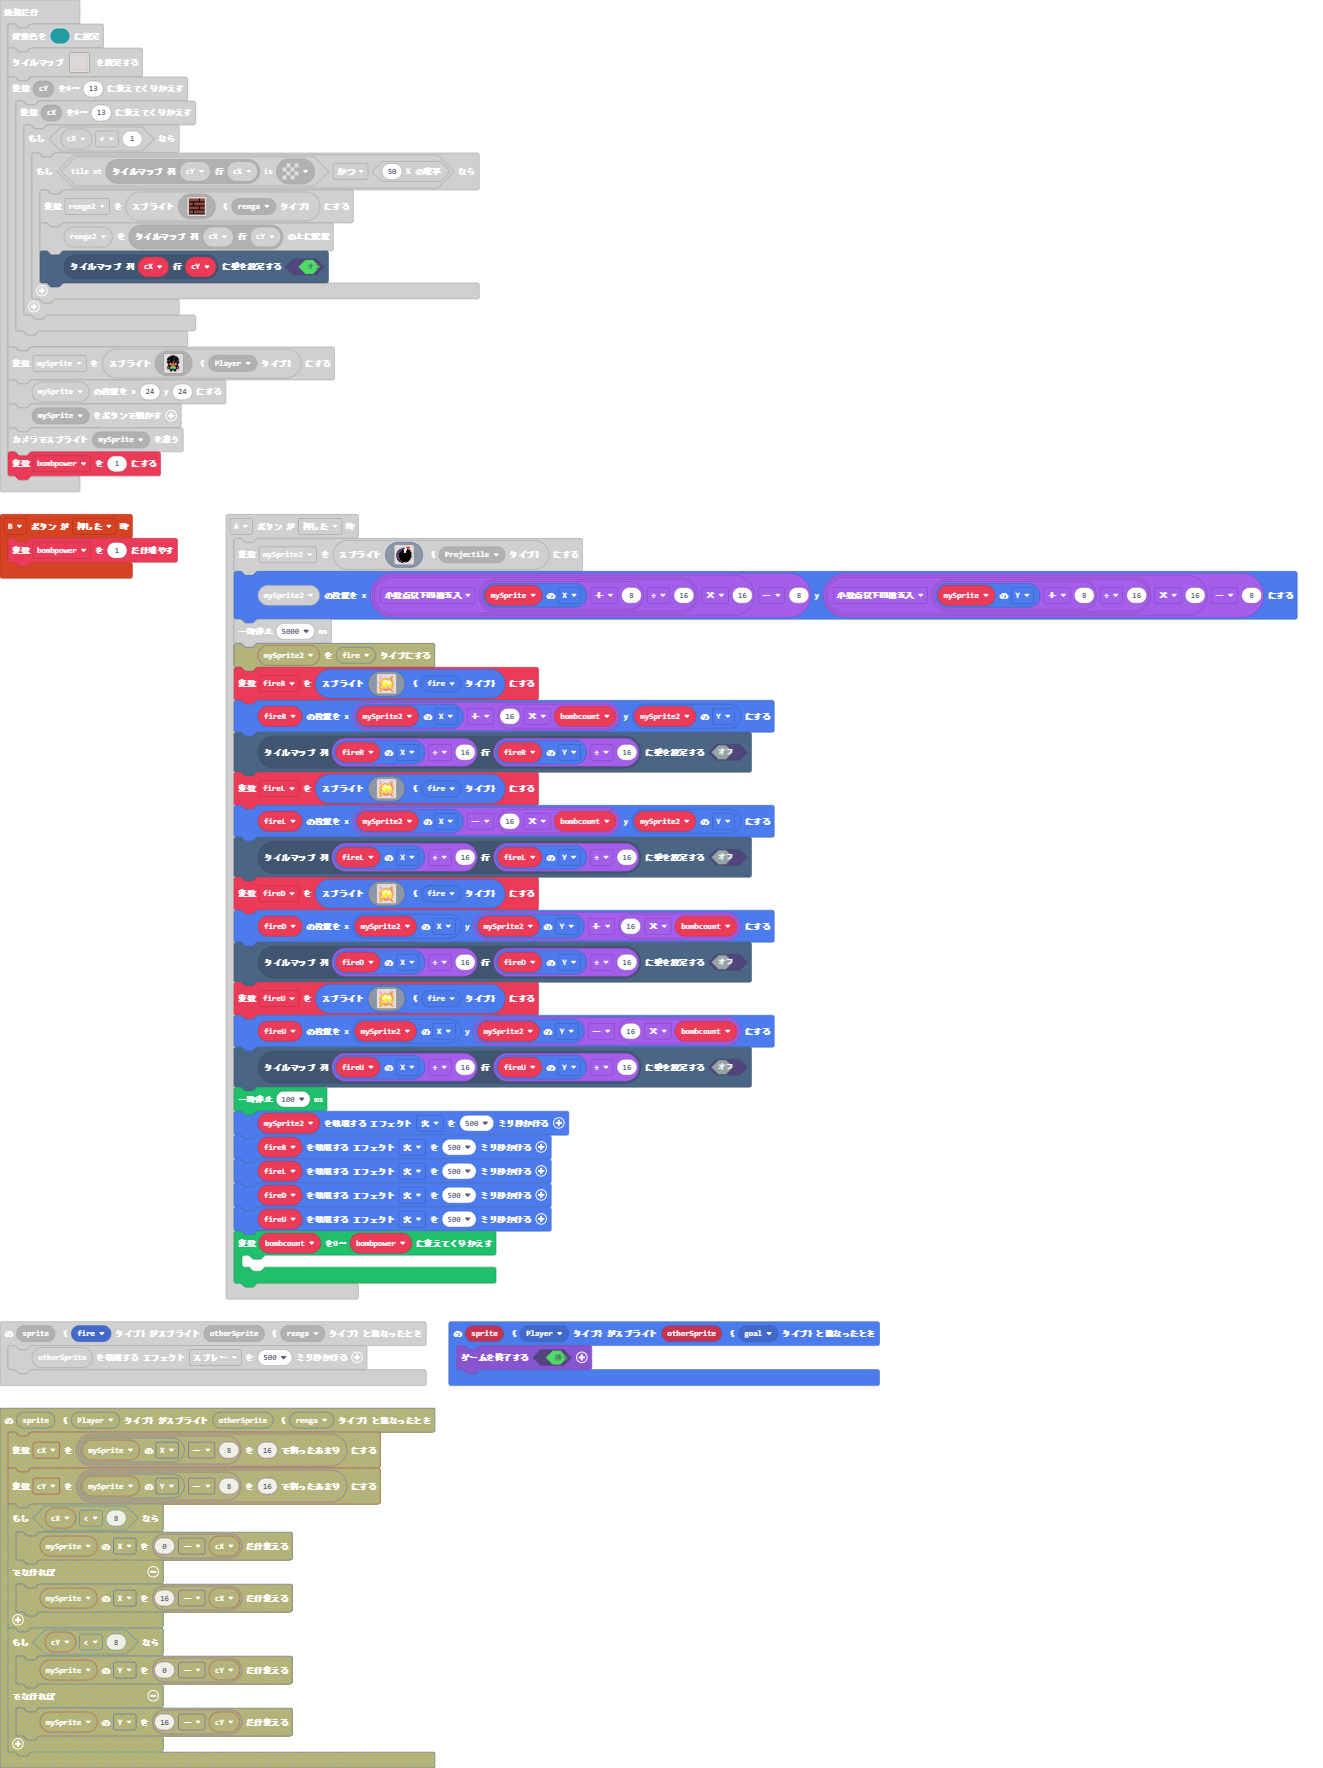 最初だけ
背景色を に設定
タイルマップ を設定する
変数 cY を0〜 13 に変えてくりかえす
変数 cX を0〜 13 に変えてくりかえす
もし cX ≠ 1 なら
もし tile at タイルマップ 列 cY 行 cX is かつ 50 % の確率 なら
変数 renga2 を スプライト { renga タイプ} にする
renga2 を タイルマップ 列 cX 行 cY の上に配置
タイルマップ 列 cX 行 cY に壁を設定する オ
変数 mySprite を スプライト { Player タイプ} にする
mySprite の位置を x 24 y 24 にする
mySprite をボタンで動かす
カメラでスプライト mySprite を追う
変数 bombpower を 1 にする
B ボタン が 押した 時
変数 bombpower を 1 だけ増やす
A ボタン が 押した 時
変数 mySprite2 を スプライト { Projectile タイプ} にする
mySprite2 の位置を x 小数点以下四捨五入 mySprite の X + 8 ÷ 16 × 16 − 8 y 小数点以下四捨五入 mySprite の Y + 8 ÷ 16 × 16 − 8 にする
一時停止 5000 ms
mySprite2 を fire タイプにする
変数 fireR を スプライト { fire タイプ} にする
fireR の位置を x mySprite2 の X + 16 × bombcount y mySprite2 の Y にする
タイルマップ 列 fireR の X ÷ 16 行 fireR の Y ÷ 16 に壁を設定する オフ
変数 fireL を スプライト { fire タイプ} にする
fireL の位置を x mySprite2 の X − 16 × bombcount y mySprite2 の Y にする
タイルマップ 列 fireL の X ÷ 16 行 fireL の Y ÷ 16 に壁を設定する オフ
変数 fireD を スプライト { fire タイプ} にする
fireD の位置を x mySprite2 の X y mySprite2 の Y + 16 × bombcount にする
タイルマップ 列 fireD の X ÷ 16 行 fireD の Y ÷ 16 に壁を設定する オフ
変数 fireU を スプライト { fire タイプ} にする
fireU の位置を x mySprite2 の X y mySprite2 の Y − 16 × bombcount にする
タイルマップ 列 fireU の X ÷ 16 行 fireU の Y ÷ 16 に壁を設定する オフ
一時停止 100 ms
mySprite2 を破壊する エフェクト 火 を 500 ミリ秒かける
fireR を破壊する エフェクト 火 を 500 ミリ秒かける
fireL を破壊する エフェクト 火 を 500 ミリ秒かける
fireD を破壊する エフェクト 火 を 500 ミリ秒かける
fireU を破壊する エフェクト 火 を 500 ミリ秒かける
変数 bombcount を0〜 bombpower に変えてくりかえす
の sprite { fire タイプ} がスプライト otherSprite { renga タイプ} と重なったとき
otherSprite を破壊する エフェクト スプレー を 500 ミリ秒かける
の sprite { Player タイプ} がスプライト otherSprite { goal タイプ} と重なったとき
ゲームを終了する
の sprite { Player タイプ} がスプライト otherSprite { renga タイプ} と重なったとき
変数 cX を mySprite の X − 8 を 16 で割ったあまり にする
変数 cY を mySprite の Y − 8 を 16 で割ったあまり にする
もし cX < 8 なら
mySprite の X を 0 − cX だけ変える
でなければ
mySprite の X を 16 − cX だけ変える
もし cY < 8 なら
mySprite の Y を 0 − cY だけ変える
でなければ
mySprite の Y を 16 − cY だけ変える